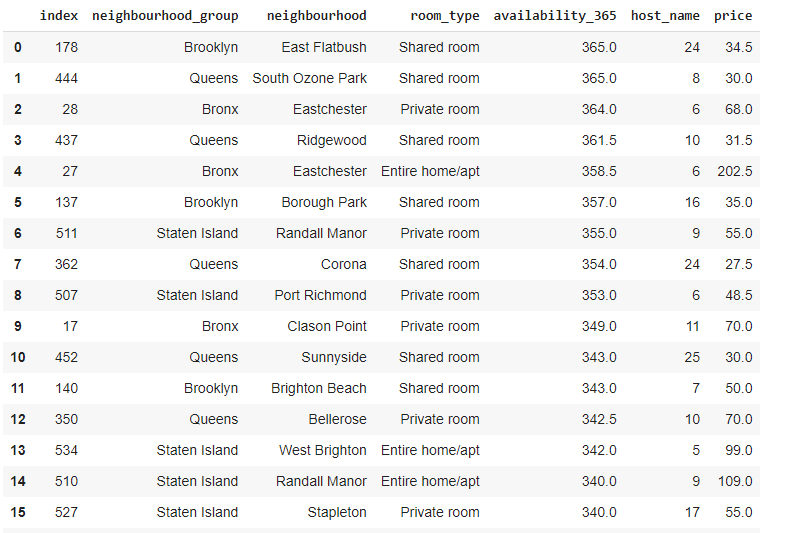 index neighbourhood_group neighbourhood room_type availability_365 host_name price
0 178 Brooklyn East Flatbush Shared room 365.0 24 34.5
1 444 Queens South Ozone Park Shared room 365.0 8 30.0
2 28 Bronx Eastchester Private room 364.0 6 68.0
3 437 Queens Ridgewood Shared room 361.5 10 31.5
4 27 Bronx Eastchester Entire home/apt 358.5 6 202.5
5 137 Brooklyn Borough Park Shared room 357.0 16 35.0
6 511 Staten Island Randall Manor Private room 355.0 9 55.0
7 362 Queens Corona Shared room 354.0 24 27.5
8 507 Staten Island Port Richmond Private room 353.0 6 48.5
9 17 Bronx Clason Point Private room 349.0 11 70.0
10 452 Queens Sunnyside Shared room 343.0 25 30.0
11 140 Brooklyn Brighton Beach Shared room 343.0 7 50.0
12 350 Queens Bellerose Private room 342.5 10 70.0
13 534 Staten Island West Brighton Entire home/apt 342.0 5 99.0
14 510 Staten Island Randall Manor Entire home/apt 340.0 9 109.0
15 527 Staten Island Stapleton Private room 340.0 17 55.0